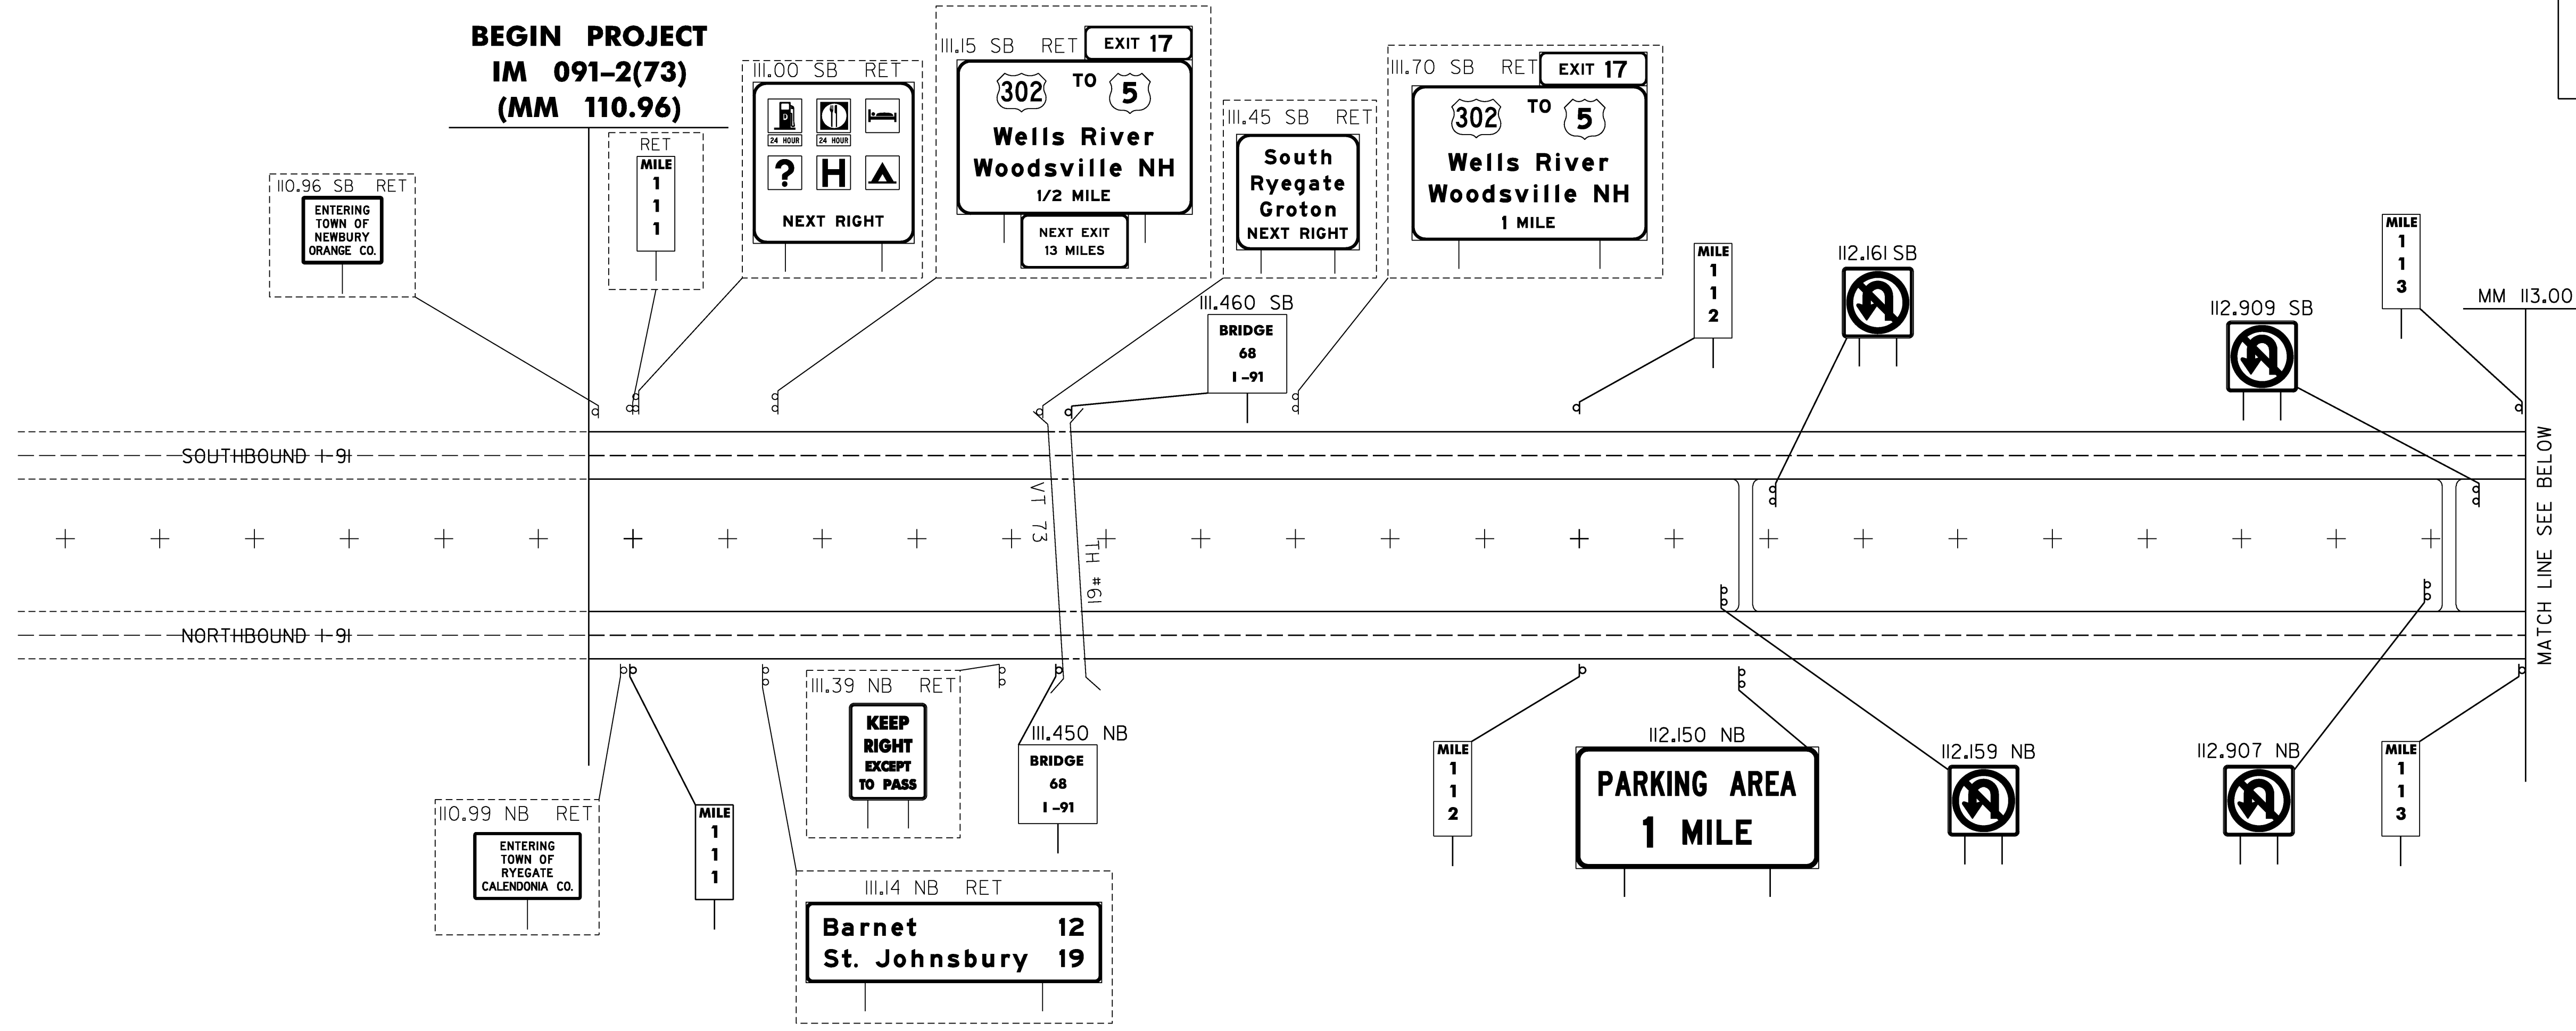 BEGIN PROJECT
IM 091-2(73)
(MM 110.96)
110.96 SB RET
ENTERING
TOWN OF
NEWBURY
ORANGE CO.
RET
MILE
1
1
1
111.00 SB RET
D
24 HOUR
24 HOUR
?
H
NEXT RIGHT
111.15 SB RET
EXIT 17
302 TO 5
Wells River
Woodsville NH
1/2 MILE
NEXT EXIT
13 MILES
111.45 SB RET
South
Ryegate
Groton
NEXT RIGHT
111.460 SB
BRIDGE
68
I-91
111.70 SB RET
EXIT 17
302 TO 5
Wells River
Woodsville NH
1 MILE
MILE
1
1
2
112.161 SB
112.909 SB
MILE
1
1
3
MM 113.00
SOUTHBOUND I-91
VT 73
TH #61
NORTHBOUND I-91
MATCH LINE SEE BELOW
110.99 NB RET
ENTERING
TOWN OF
RYEGATE
CALENDONIA CO.
MILE
1
1
1
111.14 NB RET
Barnet 12
St. Johnsbury 19
111.39 NB RET
KEEP
RIGHT
EXCEPT
TO PASS
111.450 NB
BRIDGE
68
I-91
MILE
1
1
2
112.150 NB
PARKING AREA
1 MILE
112.159 NB
112.907 NB
MILE
1
1
3